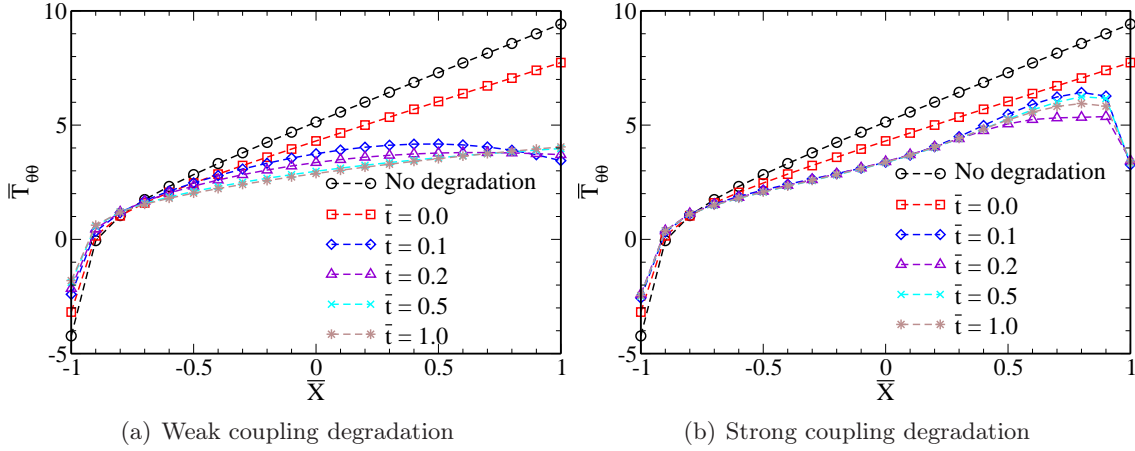 10
5
0
-5
-1
-0.5
0
0.5
1
X̅
T̅θθ
No degradation
t̅ = 0.0
t̅ = 0.1
t̅ = 0.2
t̅ = 0.5
t̅ = 1.0
(a) Weak coupling degradation
10
5
0
-5
-1
-0.5
0
0.5
1
X̅
T̅θθ
No degradation
t̅ = 0.0
t̅ = 0.1
t̅ = 0.2
t̅ = 0.5
t̅ = 1.0
(b) Strong coupling degradation